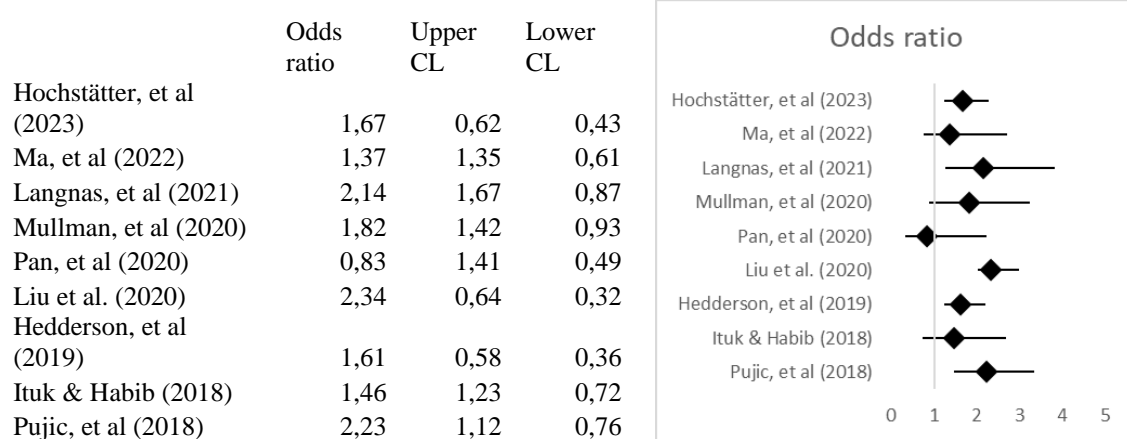 Odds ratio Upper CL Lower CL
Hochstätter, et al (2023) 1,67 0,62 0,43
Ma, et al (2022) 1,37 1,35 0,61
Langnas, et al (2021) 2,14 1,67 0,87
Mullman, et al (2020) 1,82 1,42 0,93
Pan, et al (2020) 0,83 1,41 0,49
Liu et al. (2020) 2,34 0,64 0,32
Hedderson, et al (2019) 1,61 0,58 0,36
Ituk & Habib (2018) 1,46 1,23 0,72
Pujic, et al (2018) 2,23 1,12 0,76
Odds ratio
Hochstätter, et al (2023)
Ma, et al (2022)
Langnas, et al (2021)
Mullman, et al (2020)
Pan, et al (2020)
Liu et al. (2020)
Hedderson, et al (2019)
Ituk & Habib (2018)
Pujic, et al (2018)
0 1 2 3 4 5